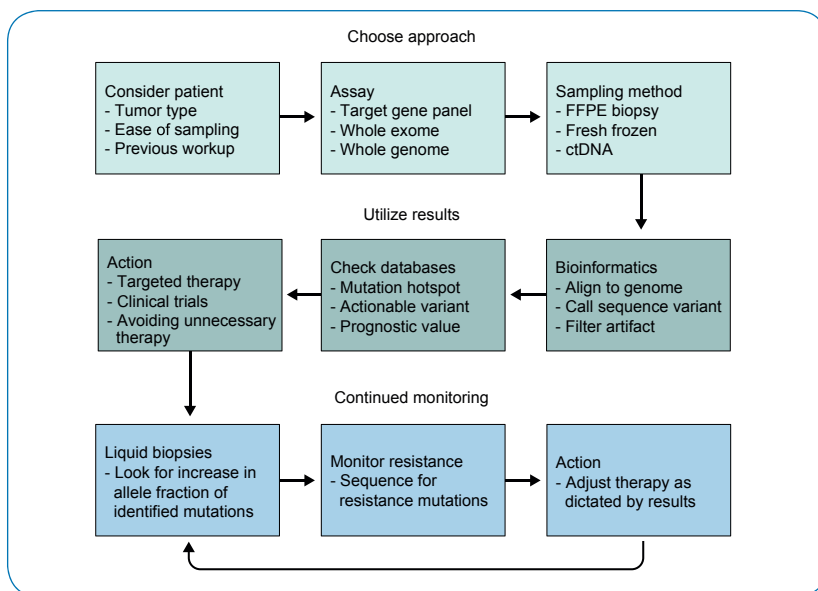 Choose approach
Consider patient
- Tumor type
- Ease of sampling
- Previous workup
Assay
- Target gene panel
- Whole exome
- Whole genome
Sampling method
- FFPE biopsy
- Fresh frozen
- ctDNA
Utilize results
Action
- Targeted therapy
- Clinical trials
- Avoiding unnecessary
therapy
Check databases
- Mutation hotspot
- Actionable variant
- Prognostic value
Bioinformatics
- Align to genome
- Call sequence variant
- Filter artifact
Continued monitoring
Liquid biopsies
- Look for increase in
allele fraction of
identified mutations
Monitor resistance
- Sequence for
resistance mutations
Action
- Adjust therapy as
dictated by results